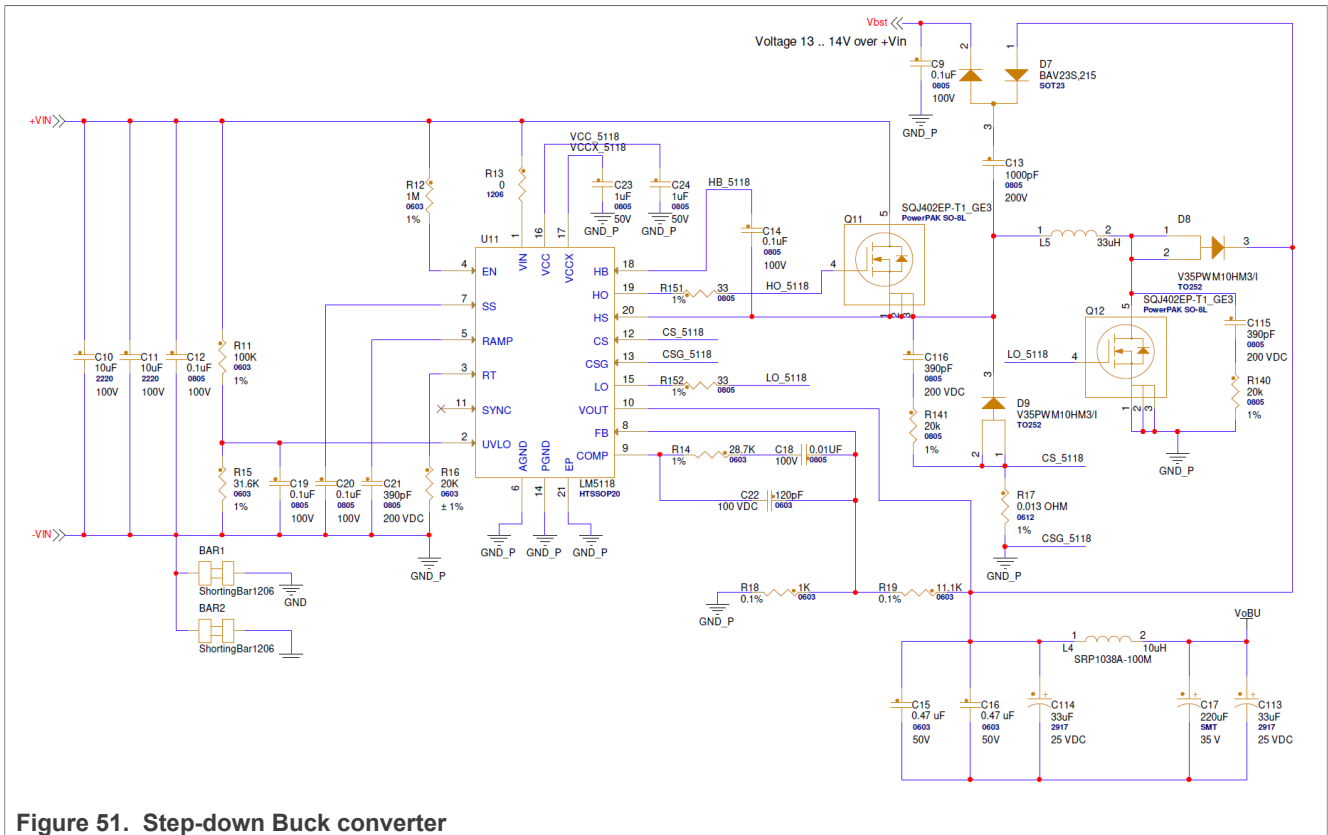 Vbst
Voltage 13 .. 14V over +Vin
C9
0.1uF
0805
100V
GND_P
2
1
D7
BAV23S,215
SOT23
3
C13
1000pF
0805
200V
+VIN
VCC_5118
VCCX_5118
R12
1M
0603
1%
R13
0
1206
C23
1uF
0805
50V
GND_P
C24
1uF
0805
50V
GND_P
HB_5118
C14
0.1uF
0805
100V
SQJ402EP-T1_GE3
PowerPAK SO-8L
Q11
5
4
1
2
3
U11
1
16
17
VIN
VCC
VCCX
4
EN
7
SS
5
RAMP
3
RT
11
SYNC
2
UVLO
HB
18
HO
19
R151
1%
33
0805
HO_5118
HS
20
CS
12
CS_5118
CSG
13
CSG_5118
LO
15
R152
1%
33
0805
LO_5118
VOUT
10
FB
8
COMP
9
AGND
PGND
EP
6
14
21
LM5118
HTSSOP20
GND_P
GND_P
GND_P
1
2
L5
33uH
D8
1
2
3
V35PWM10HM3/I
TO252
SQJ402EP-T1_GE3
PowerPAK SO-8L
Q12
5
LO_5118
4
1
2
3
GND_P
C115
390pF
0805
200 VDC
R140
20k
0805
1%
C116
390pF
0805
200 VDC
R141
20k
0805
1%
3
D9
V35PWM10HM3/I
TO252
2
1
CS_5118
R17
0.013 OHM
0612
1%
CSG_5118
GND_P
C10
10uF
2220
100V
C11
10uF
2220
100V
C12
0.1uF
0805
100V
R11
100K
0603
1%
R15
31.6K
0603
1%
C19
0.1uF
0805
100V
C20
0.1uF
0805
100V
C21
390pF
0805
200 VDC
R16
20K
0603
± 1%
R14
1%
28.7K
0603
C18
100V
0.01UF
0805
C22
100 VDC
120pF
0603
-VIN
GND_P
BAR1
ShortingBar1206
GND
BAR2
ShortingBar1206
R18
0.1%
1K
0603
GND_P
R19
0.1%
11.1K
0603
VoBU
1
2
L4
10uH
SRP1038A-100M
C15
0.47 uF
0603
50V
C16
0.47 uF
0603
50V
C114
33uF
2917
25 VDC
C17
220uF
SMT
35 V
C113
33uF
2917
25 VDC
Figure 51. Step-down Buck converter